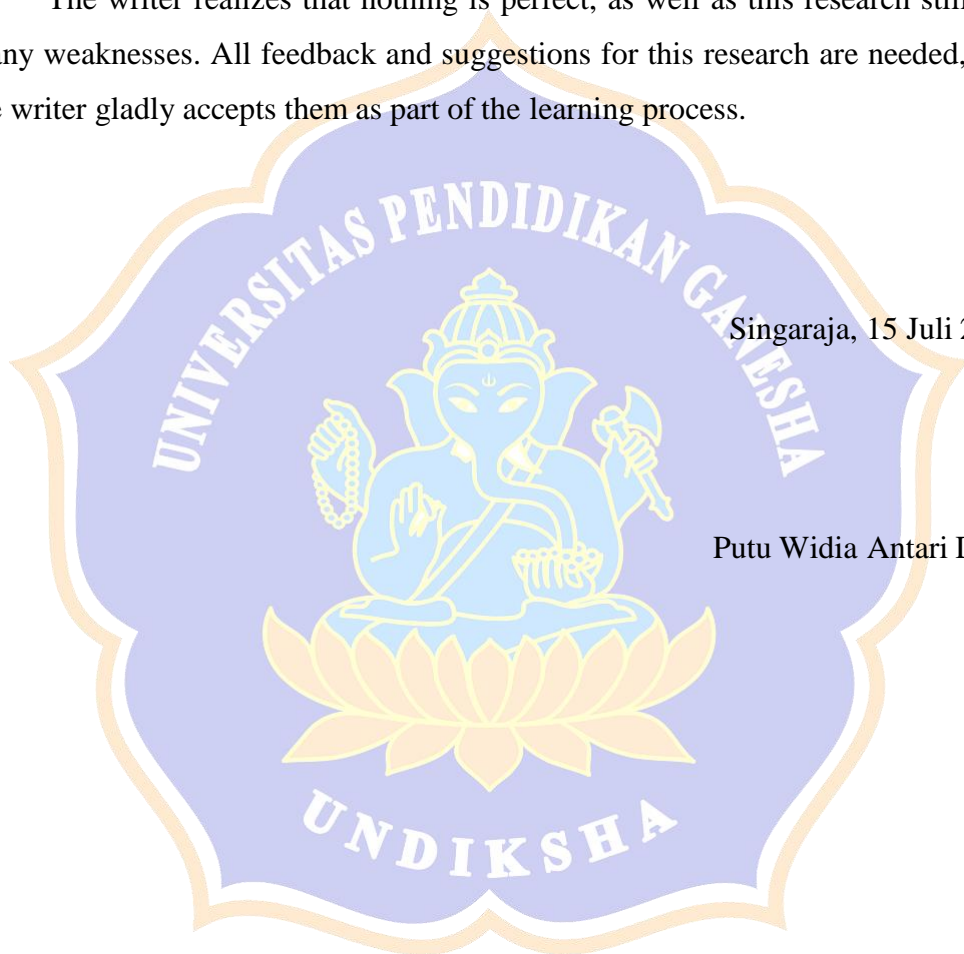 The writer realizes that nothing is perfect, as well as this research
weaknesses. All feedback and suggestions for this research are needed,
writer gladly accepts them as part of the learning process.
UNIVERSITAS PENDIDIKAN GANESHA
Singaraja, 15 Juli
Putu Widia Antari
UNDIKSHA